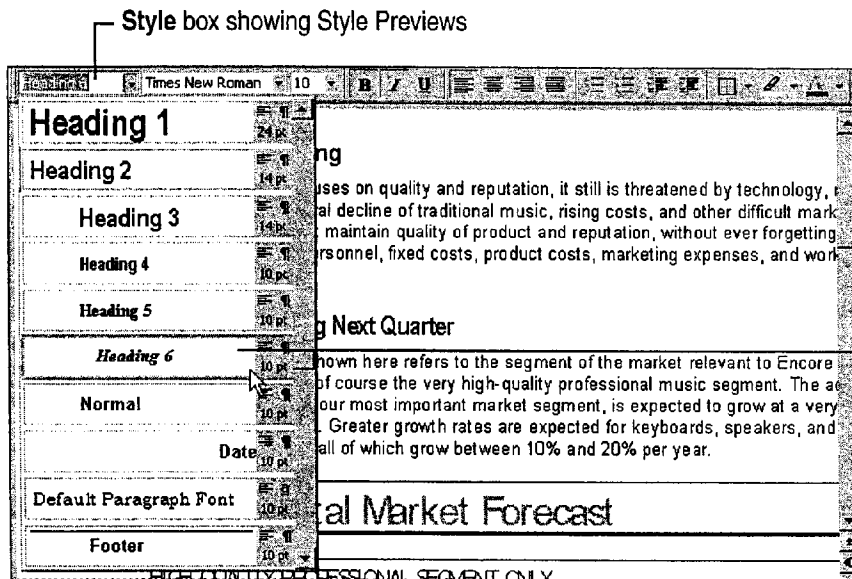 Style box showing Style Previews
Times New Roman 10 B I U
Heading 1
24 pt
Heading 2
14 pt
Heading 3
14 pt
Heading 4
10 pt
Heading 5
10 pt
Heading 6
10 pt
Normal
10 pt
Date
10 pt
Default Paragraph Font
10 pt
Footer
10 pt
ng
uses on quality and reputation, it still is threatened by technology,
al decline of traditional music, rising costs, and other difficult mark
maintain quality of product and reputation, without ever forgetting
ersonnel, fixed costs, product costs, marketing expenses, and work
g Next Quarter
hown here refers to the segment of the market relevant to Encore
of course the very high-quality professional music segment. The a
our most important market segment, is expected to grow at a very
Greater growth rates are expected for keyboards, speakers, and
all of which grow between 10% and 20% per year.
al Market Forecast
HIGH QUALITY PROFESSIONAL SEGMENT ONLY